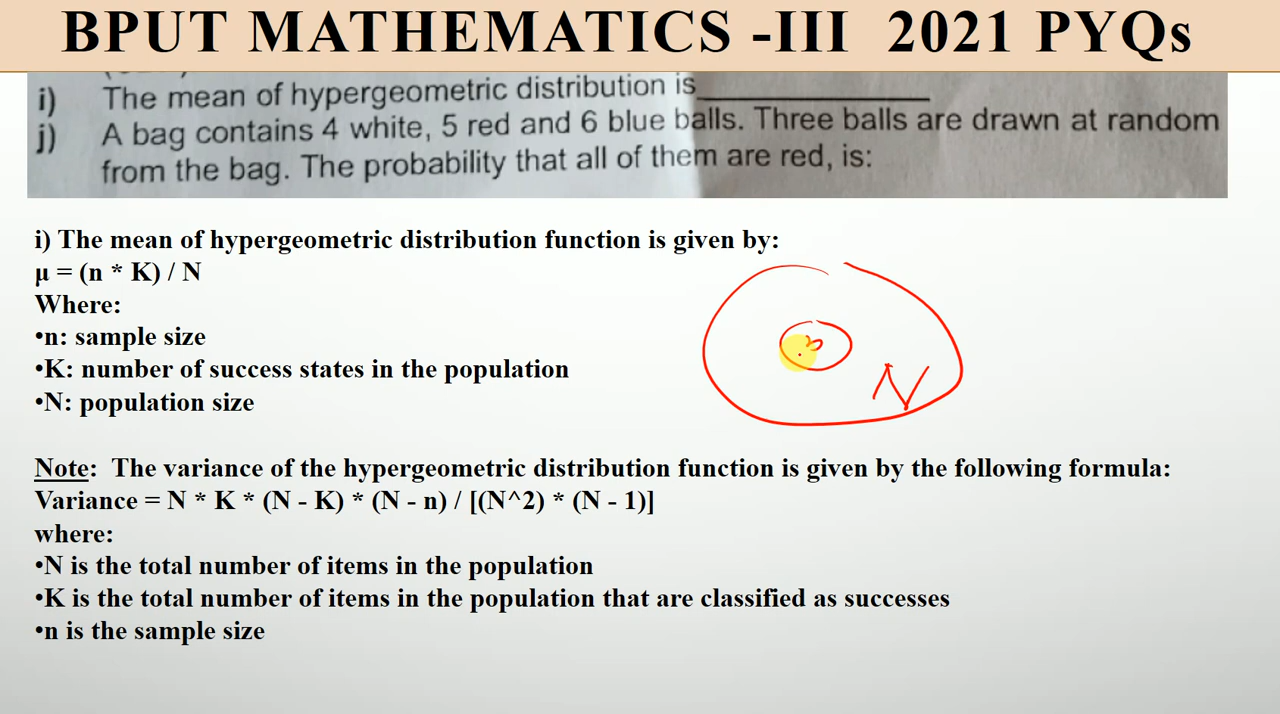 BPUT MATHEMATICS -III 2021 PYQs
i) The mean of hypergeometric distribution is____________
j) A bag contains 4 white, 5 red and 6 blue balls. Three balls are drawn at random
from the bag. The probability that all of them are red, is:
i) The mean of hypergeometric distribution function is given by:
μ = (n * K) / N
Where:
•n: sample size
•K: number of success states in the population
•N: population size
N
Note: The variance of the hypergeometric distribution function is given by the following formula:
Variance = N * K * (N - K) * (N - n) / [(N^2) * (N - 1)]
where:
•N is the total number of items in the population
•K is the total number of items in the population that are classified as successes
•n is the sample size